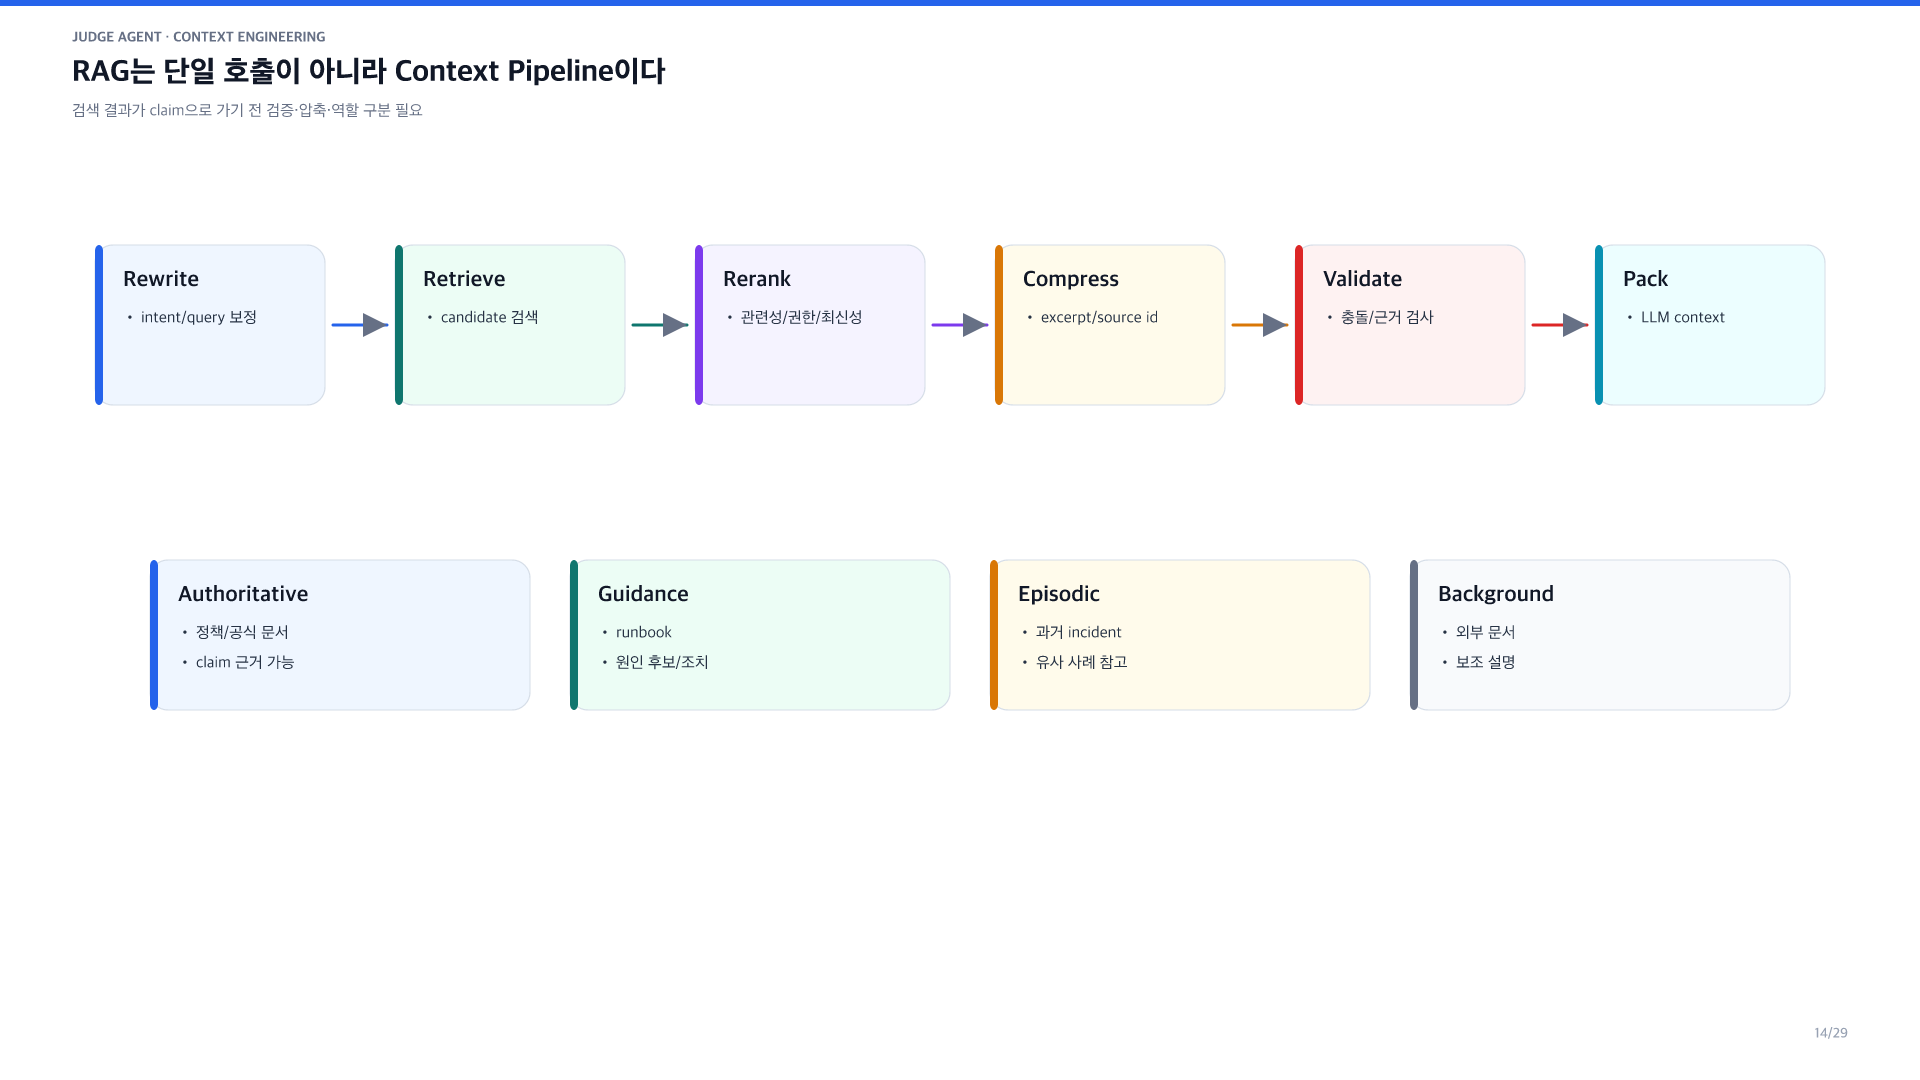 JUDGE AGENT · CONTEXT ENGINEERING
RAG는 단일 호출이 아니라 Context Pipeline이다
검색 결과가 claim으로 가기 전 검증·압축·역할 구분 필요
Rewrite
• intent/query 보정
Retrieve
• candidate 검색
Rerank
• 관련성/권한/최신성
Compress
• excerpt/source id
Validate
• 충돌/근거 검사
Pack
• LLM context
Authoritative
• 정책/공식 문서
• claim 근거 가능
Guidance
• runbook
• 원인 후보/조치
Episodic
• 과거 incident
• 유사 사례 참고
Background
• 외부 문서
• 보조 설명
14/29